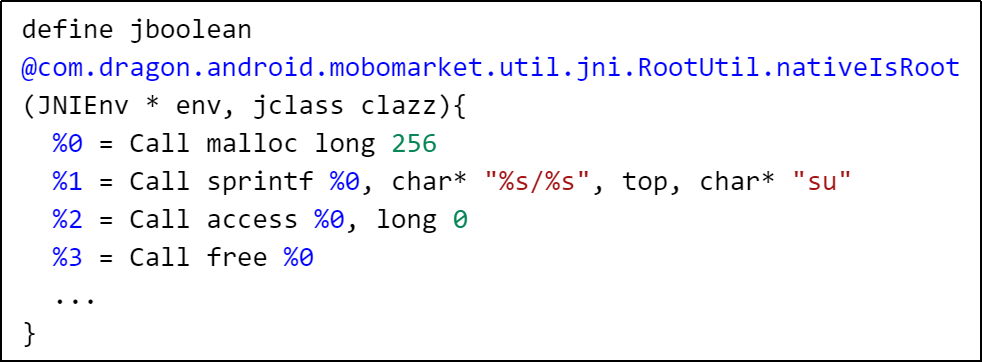 define jboolean
@com.dragon.android.mobomarket.util.jni.RootUtil.nativeIsRoot
(JNIEnv * env, jclass clazz){
%0 = Call malloc long 256
%1 = Call sprintf %0, char* "%s/%s", top, char* "su"
%2 = Call access %0, long 0
%3 = Call free %0
...
}